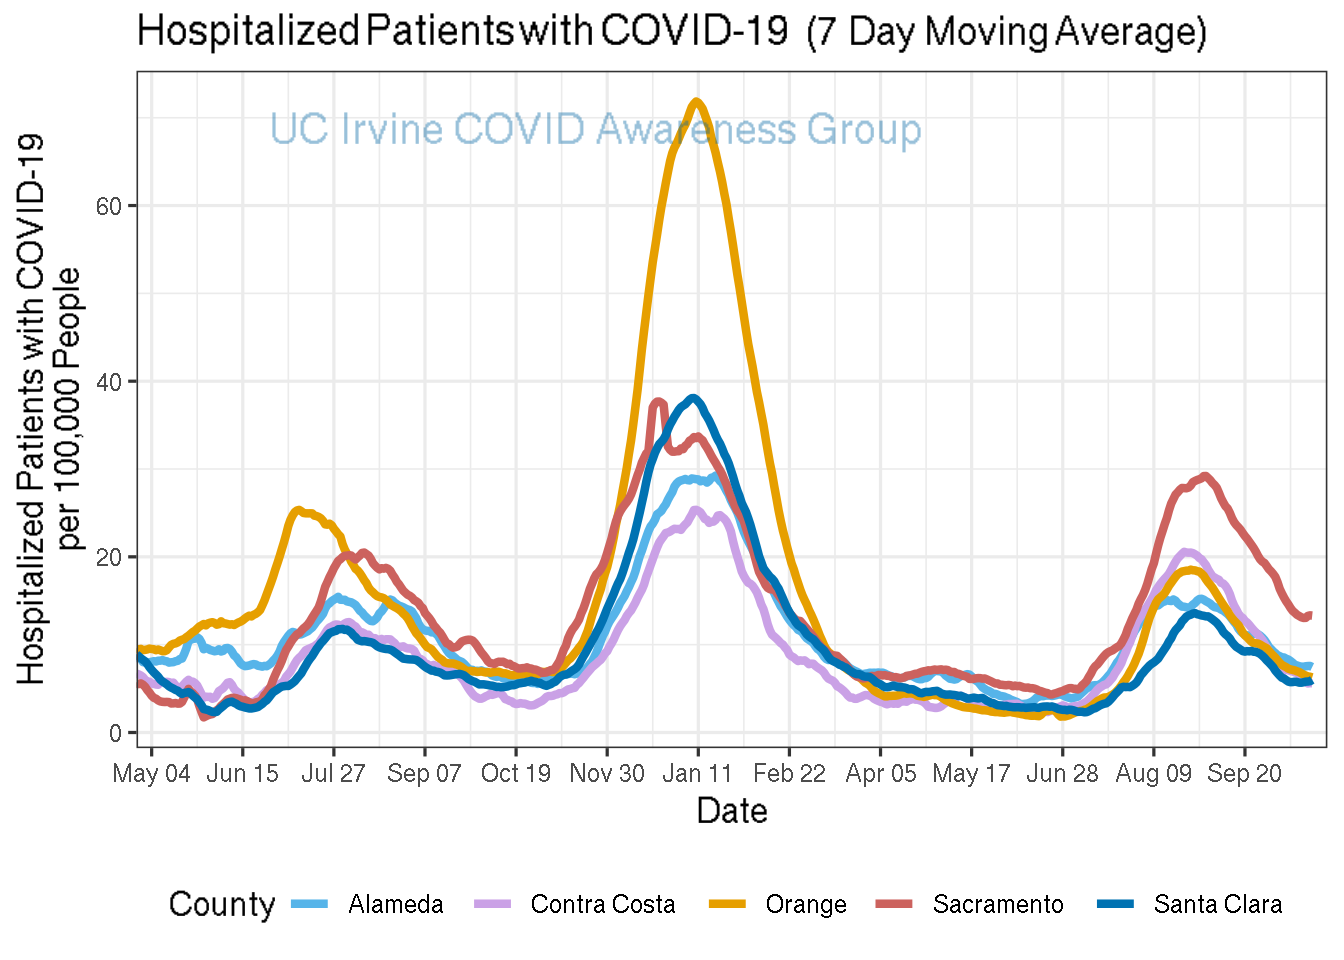 Hospitalized Patients with COVID-19 (7 Day Moving Average)
UC Irvine COVID Awareness Group
Hospitalized Patients with COVID-19
per 100,000 People
60
40
20
0
May 04 Jun 15 Jul 27 Sep 07 Oct 19 Nov 30 Jan 11 Feb 22 Apr 05 May 17 Jun 28 Aug 09 Sep 20
Date
County Alameda Contra Costa Orange Sacramento Santa Clara